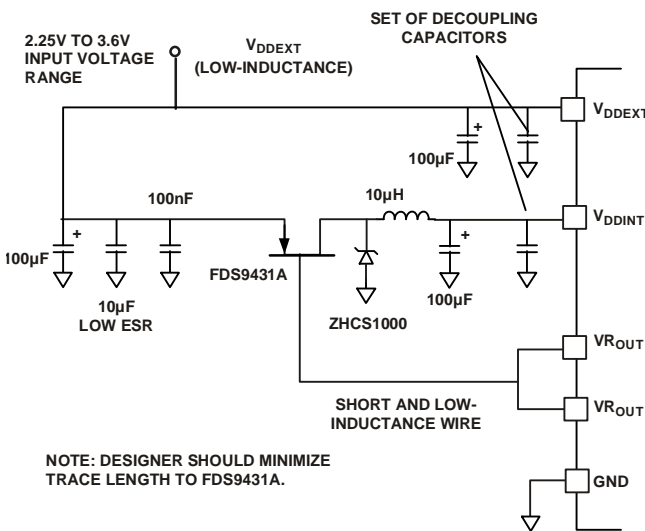 2.25V TO 3.6V
INPUT VOLTAGE
RANGE
VDDEXT
(LOW-INDUCTANCE)
SET OF DECOUPLING
CAPACITORS
VDDEXT
+
100µF
100nF
10µH
VDDINT
+
+
100µF
FDS9431A
100µF
10µF
LOW ESR
ZHCS1000
VROUT
SHORT AND LOW-
INDUCTANCE WIRE
VROUT
NOTE: DESIGNER SHOULD MINIMIZE
TRACE LENGTH TO FDS9431A.
GND